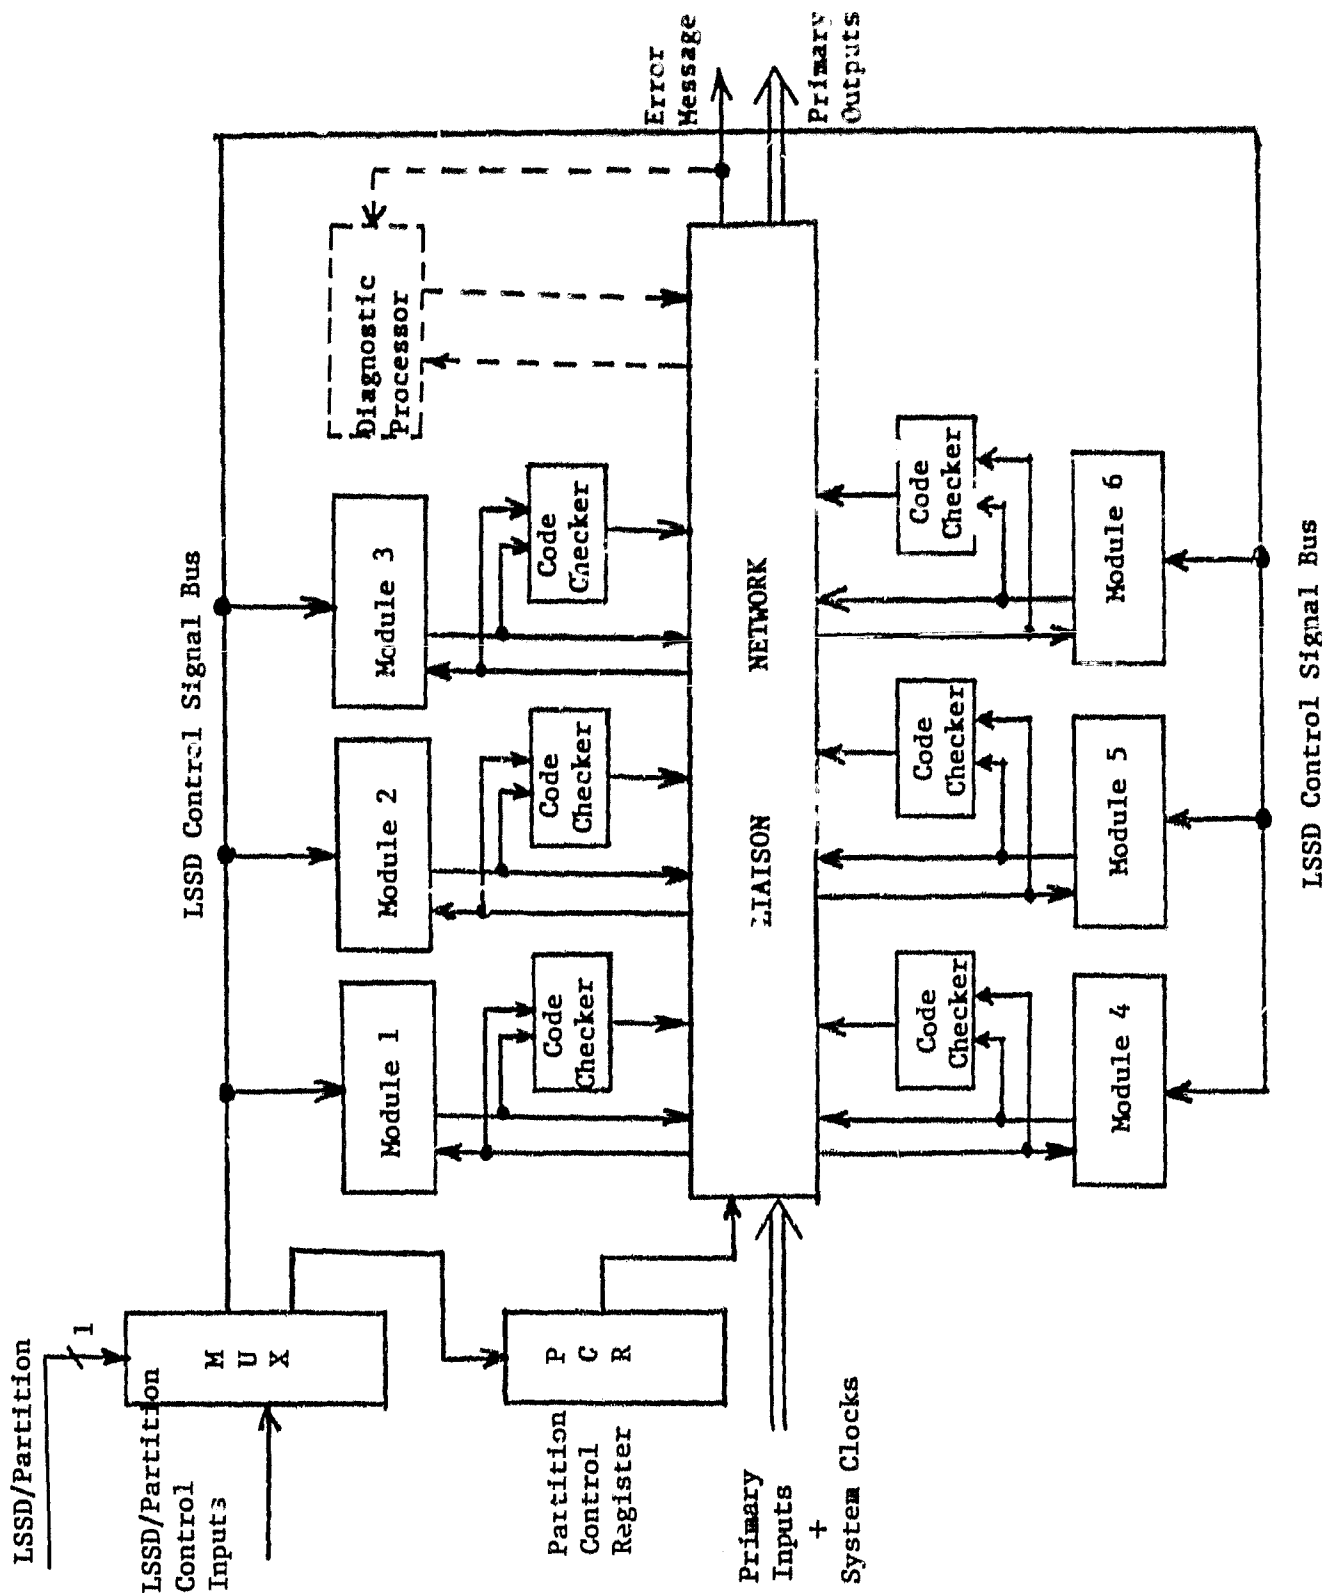 LSSD/Partition
1
LSSD/Partition
Control
Inputs
M
U
X
LSSD Control Signal Bus
Partition
Control
Register
P
C
R
Module 1
Module 2
Module 3
Diagnostic
Processor
Code
Checker
Code
Checker
Code
Checker
Error
Message
Primary
Inputs
+
System Clocks
LIAISON NETWORK
Primary
Outputs
Code
Checker
Code
Checker
Code
Checker
Module 4
Module 5
Module 6
LSSD Control Signal Bus